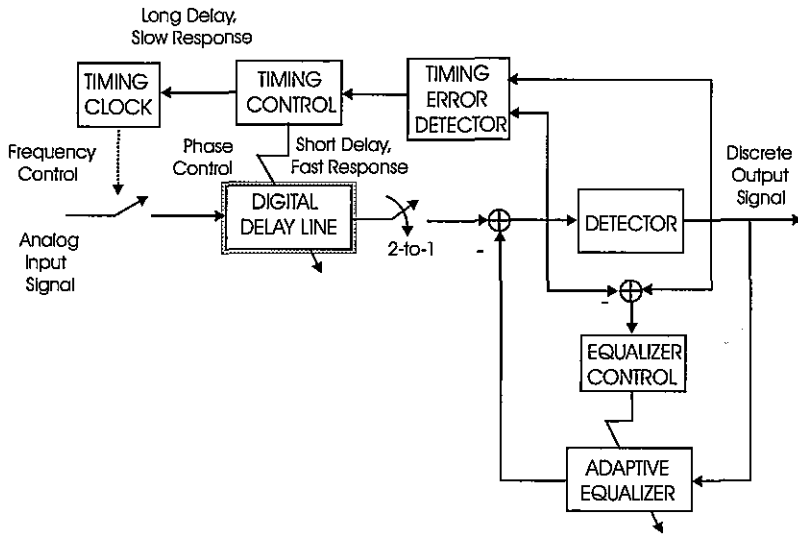 Long Delay,
Slow Response
TIMING
CLOCK
TIMING
CONTROL
TIMING
ERROR
DETECTOR
Frequency
Control
Phase
Control
Short Delay,
Fast Response
Discrete
Output
Signal
DIGITAL
DELAY LINE
DETECTOR
Analog
Input
Signal
2-to-1
-
-
EQUALIZER
CONTROL
ADAPTIVE
EQUALIZER